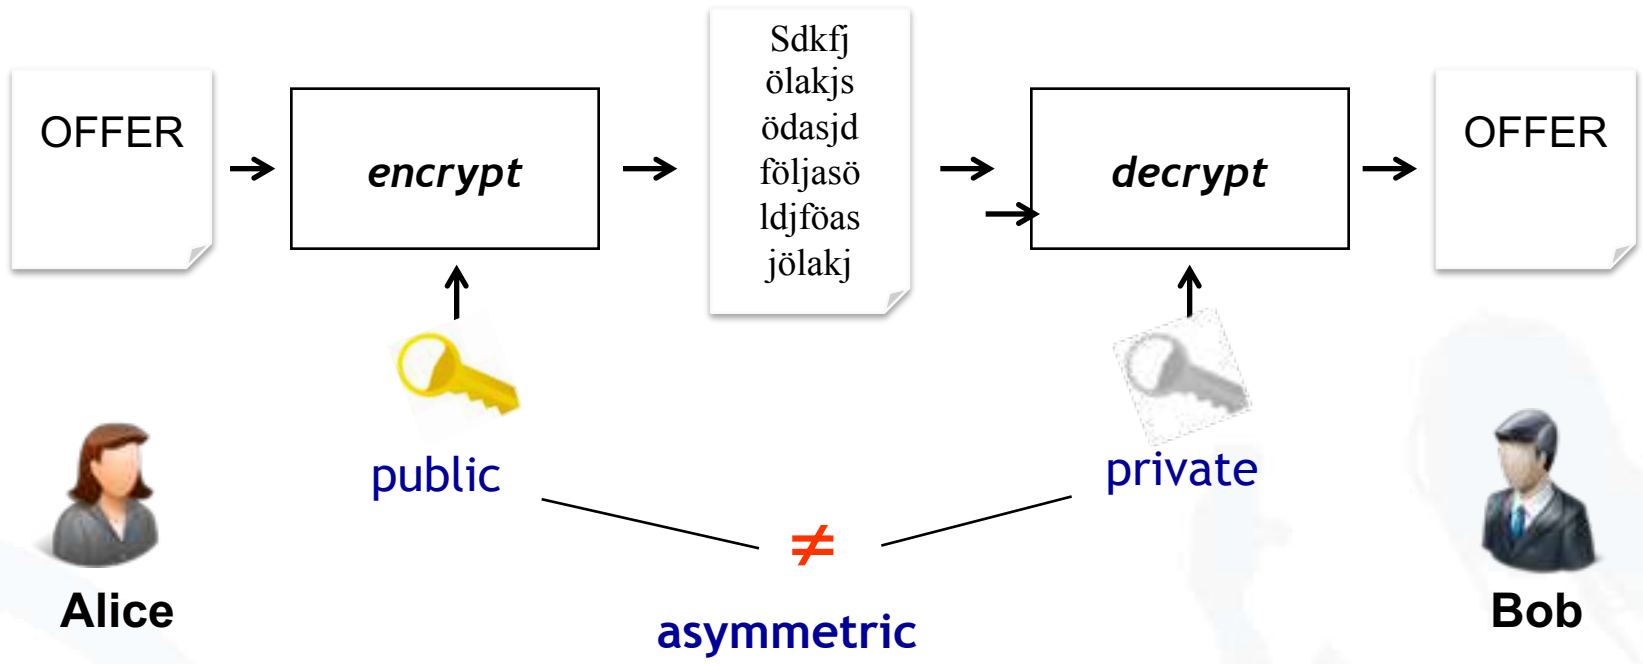 OFFER
encrypt
Sdkfj
ölakjs
ödasjd
följasö
ldjföas
jölakj
decrypt
OFFER
public
private
≠
asymmetric
Alice
Bob